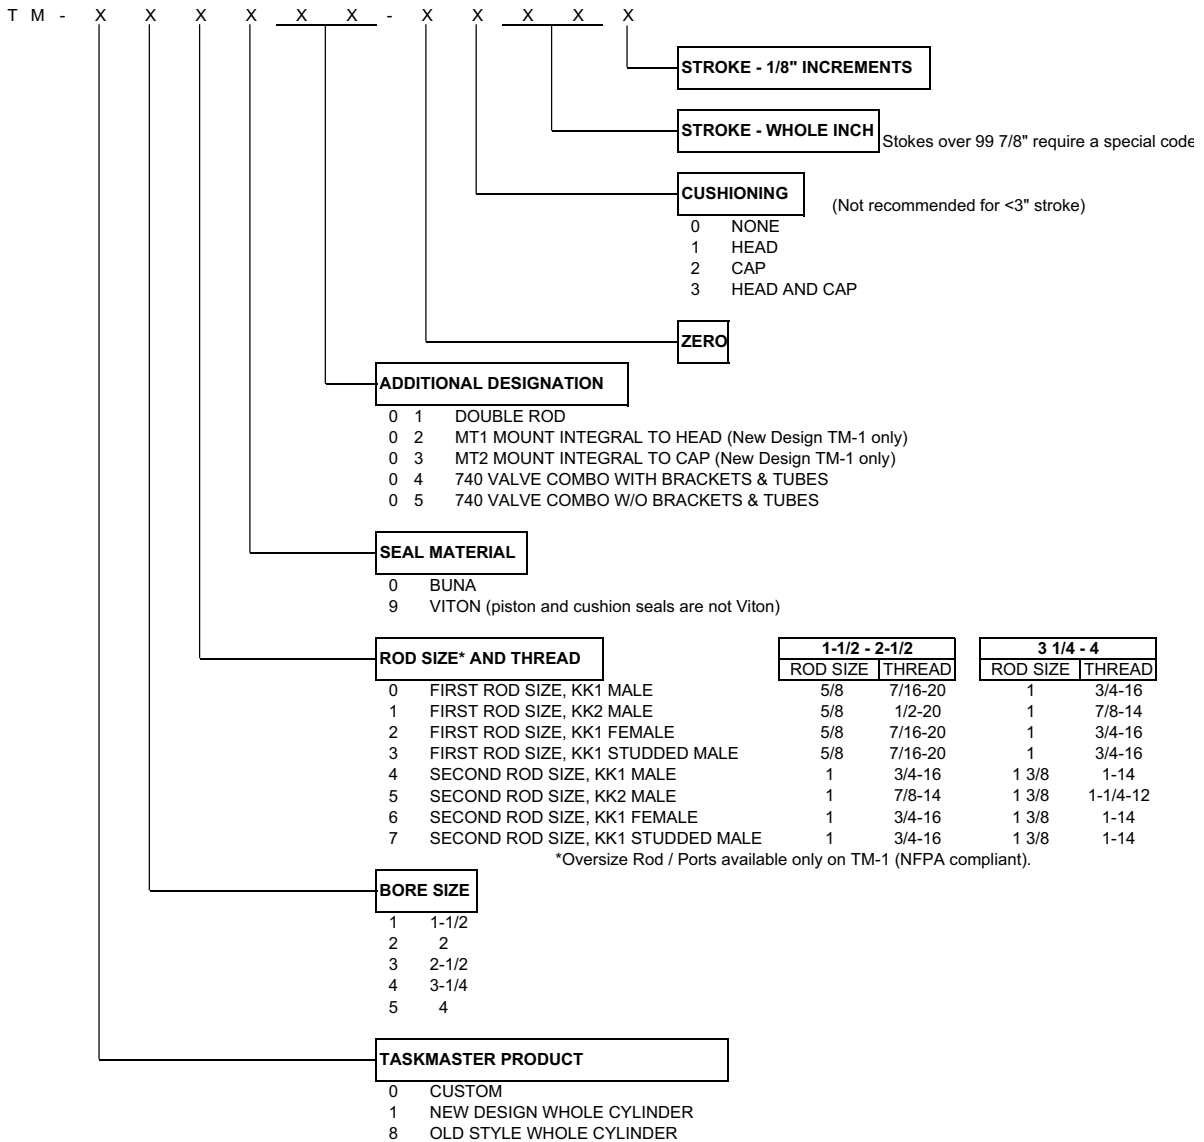 T M - X X X X X X - X X X X X
STROKE - 1/8" INCREMENTS
STROKE - WHOLE INCH Stokes over 99 7/8" require a special code
CUSHIONING (Not recommended for <3" stroke)
0 NONE
1 HEAD
2 CAP
3 HEAD AND CAP
ZERO
ADDITIONAL DESIGNATION
0 1 DOUBLE ROD
0 2 MT1 MOUNT INTEGRAL TO HEAD (New Design TM-1 only)
0 3 MT2 MOUNT INTEGRAL TO CAP (New Design TM-1 only)
0 4 740 VALVE COMBO WITH BRACKETS & TUBES
0 5 740 VALVE COMBO W/O BRACKETS & TUBES
SEAL MATERIAL
0 BUNA
9 VITON (piston and cushion seals are not Viton)
ROD SIZE* AND THREAD 1-1/2 - 2-1/2 3 1/4 - 4
ROD SIZE THREAD ROD SIZE THREAD
0 FIRST ROD SIZE, KK1 MALE 5/8 7/16-20 1 3/4-16
1 FIRST ROD SIZE, KK2 MALE 5/8 1/2-20 1 7/8-14
2 FIRST ROD SIZE, KK1 FEMALE 5/8 7/16-20 1 3/4-16
3 FIRST ROD SIZE, KK1 STUDDED MALE 5/8 7/16-20 1 3/4-16
4 SECOND ROD SIZE, KK1 MALE 1 3/4-16 1 3/8 1-14
5 SECOND ROD SIZE, KK2 MALE 1 7/8-14 1 3/8 1-1/4-12
6 SECOND ROD SIZE, KK1 FEMALE 1 3/4-16 1 3/8 1-14
7 SECOND ROD SIZE, KK1 STUDDED MALE 1 3/4-16 1 3/8 1-14
*Oversize Rod / Ports available only on TM-1 (NFPA compliant).
BORE SIZE
1 1-1/2
2 2
3 2-1/2
4 3-1/4
5 4
TASKMASTER PRODUCT
0 CUSTOM
1 NEW DESIGN WHOLE CYLINDER
8 OLD STYLE WHOLE CYLINDER